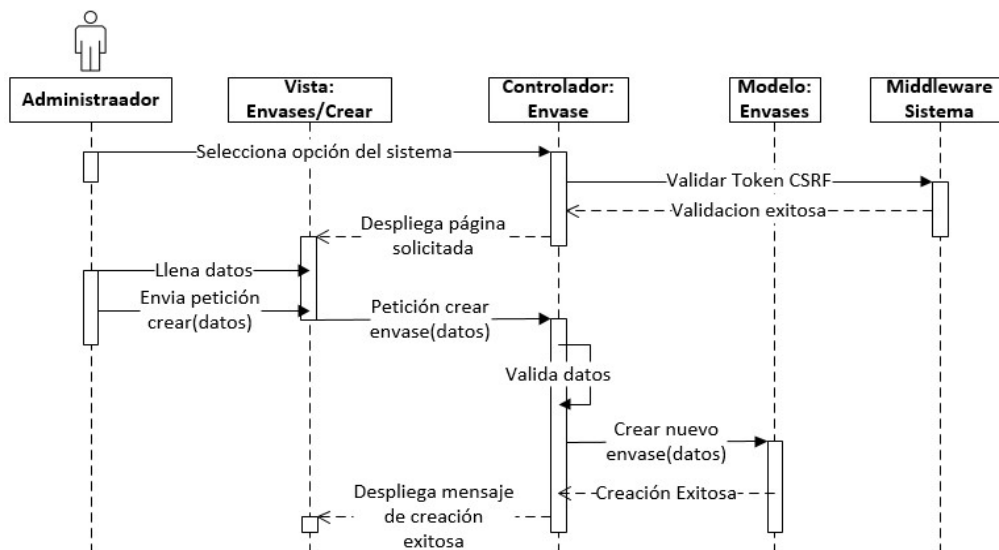 Administraador
Vista:
Envases/Crear
Controlador:
Envase
Modelo:
Envases
Middleware
Sistema
Selecciona opción del sistema
Validar Token CSRF
Validacion exitosa
Despliega página
solicitada
Llena datos
Envia petición
crear(datos)
Petición crear
envase(datos)
Valida datos
Crear nuevo
envase(datos)
Creación Exitosa
Despliega mensaje
de creación
exitosa